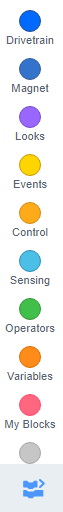 Drivetrain
Magnet
Looks
Events
Control
Sensing
Operators
Variables
My Blocks